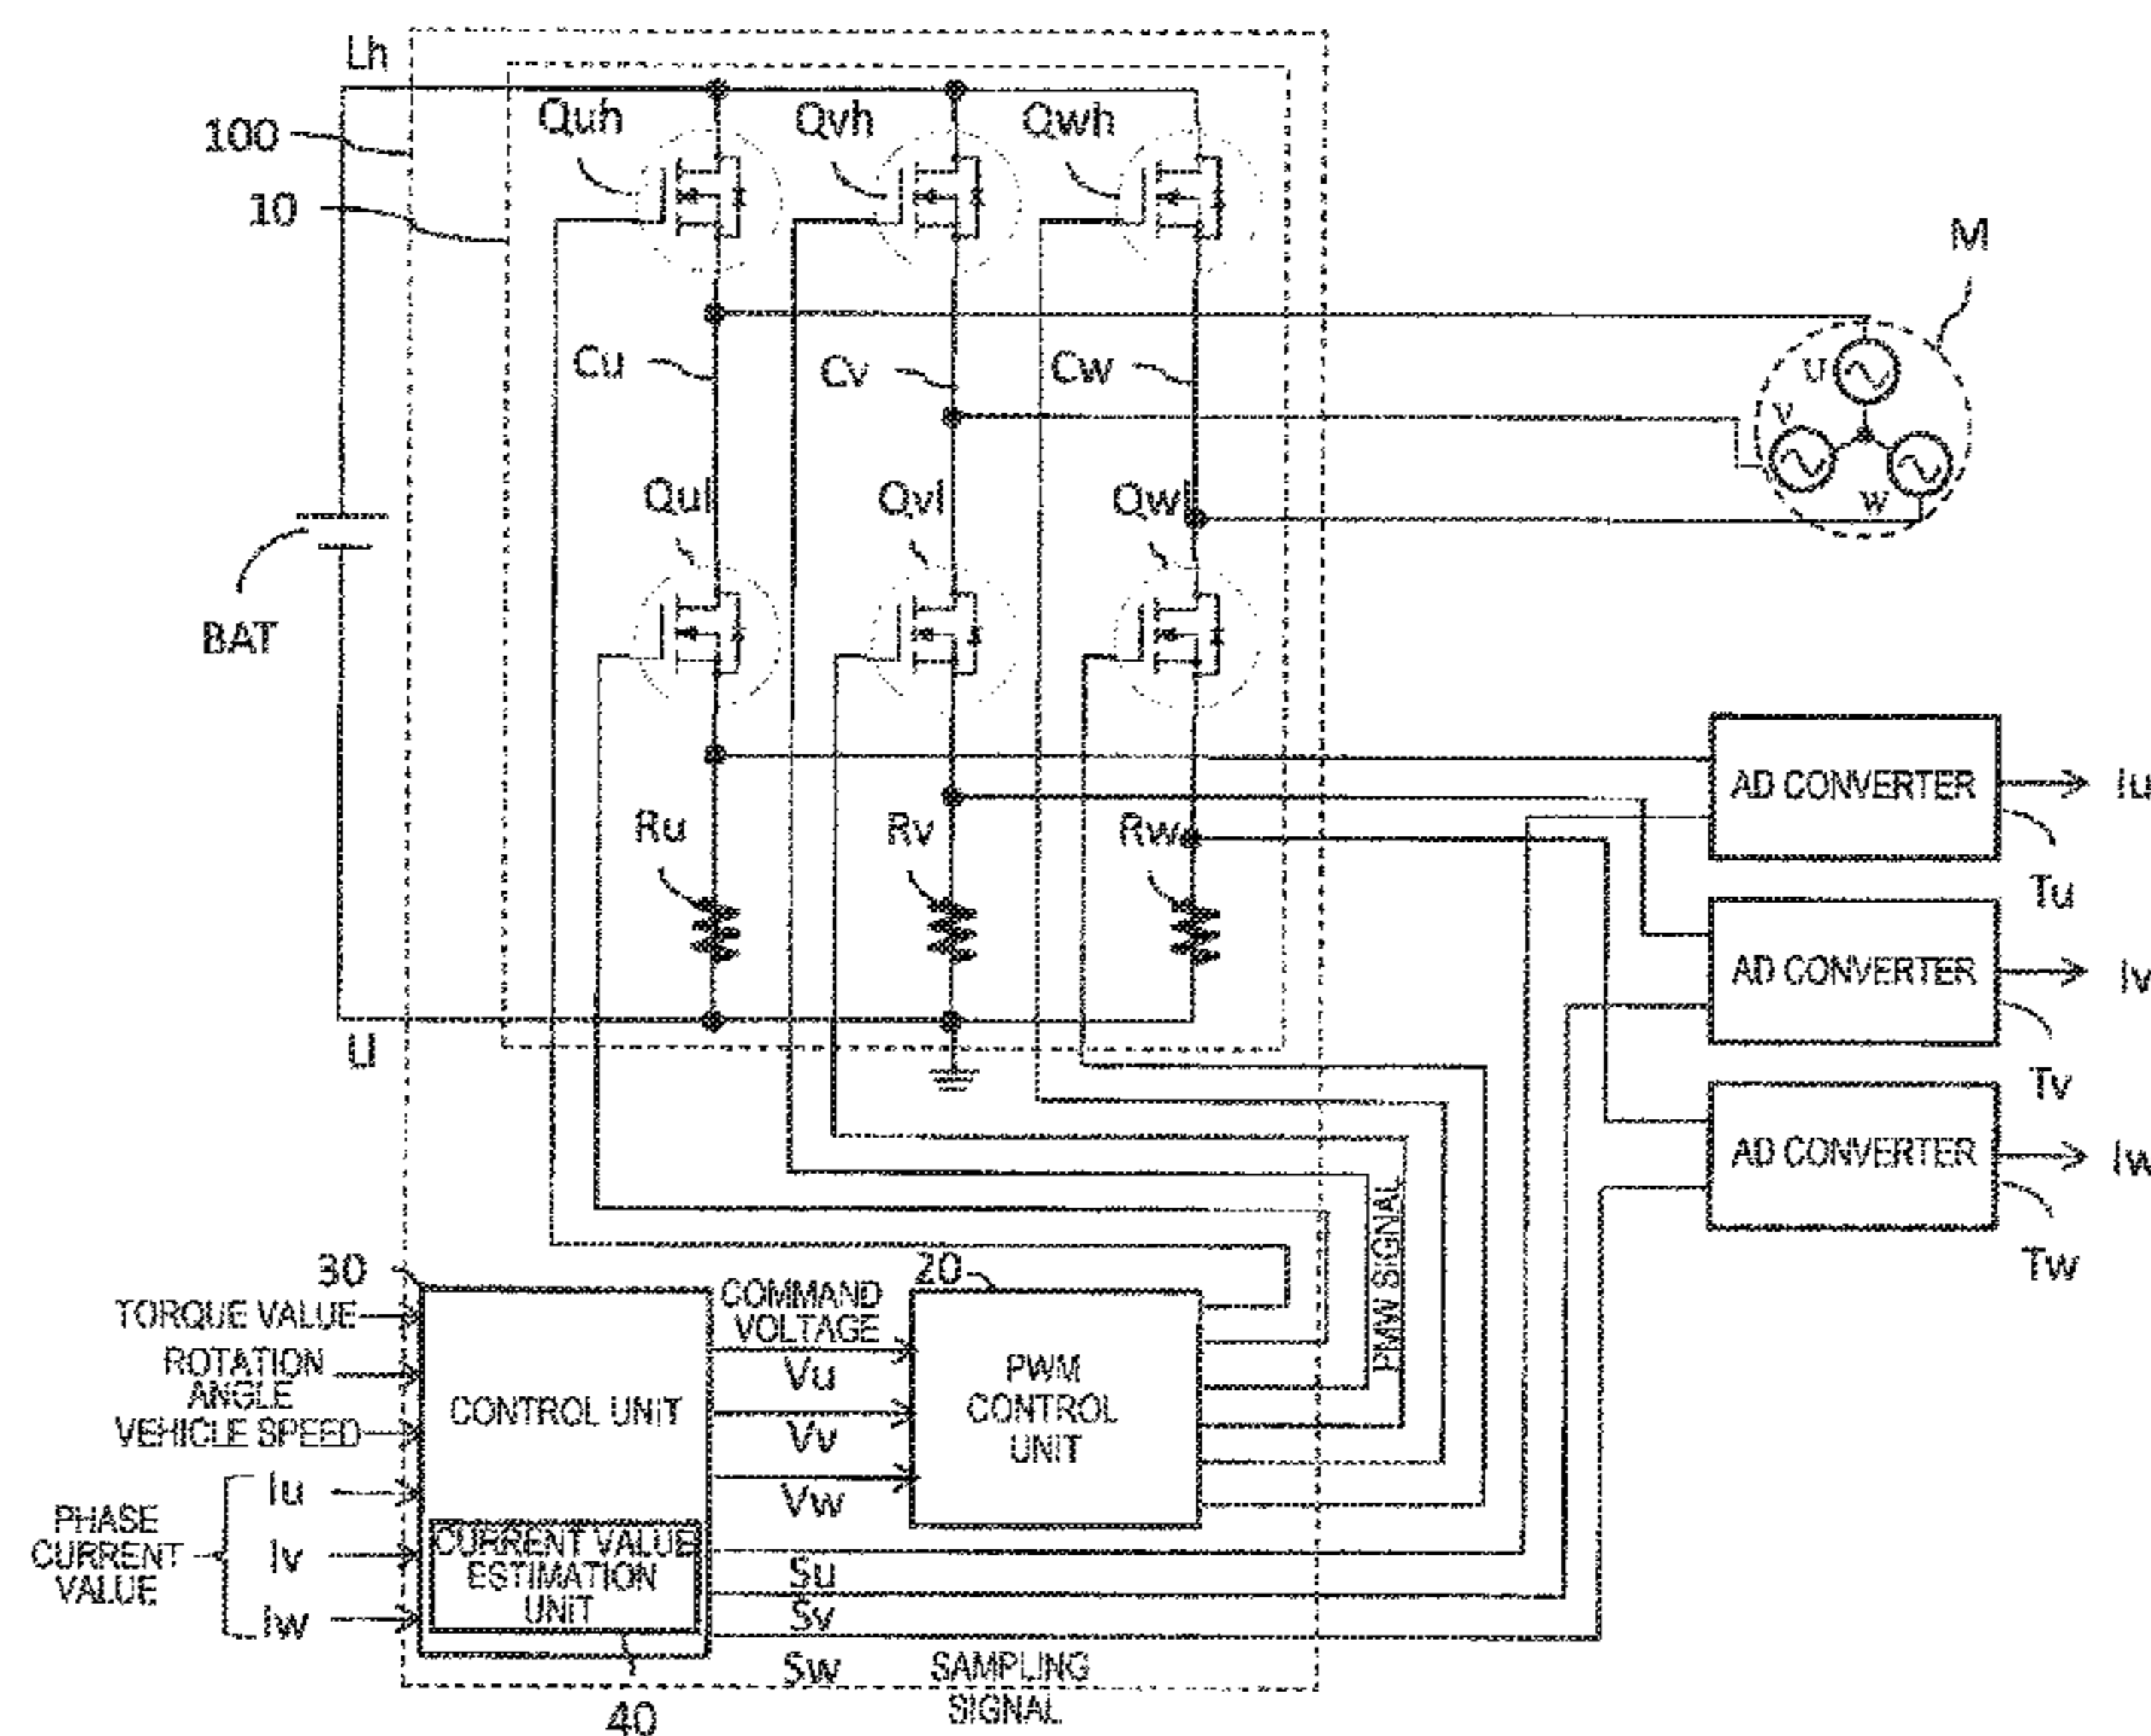 Lh
100
10
Quh
Qvh
Qwh
M
Cu
Cv
Cw
U
V
W
Qul
Qvl
Qwl
BAT
Ru
Rv
Rw
AD CONVERTER
Iu
Tu
AD CONVERTER
Iv
Tv
AD CONVERTER
Iw
Tw
Ll
PMW SIGNAL
30
20
TORQUE VALUE
ROTATION
ANGLE
VEHICLE SPEED
PHASE
CURRENT
VALUE
Iu
Iv
Iw
CONTROL UNIT
CURRENT VALUE
ESTIMATION
UNIT
40
COMMAND
VOLTAGE
Vu
Vv
Vw
PWM
CONTROL
UNIT
Su
Sv
Sw
SAMPLING
SIGNAL